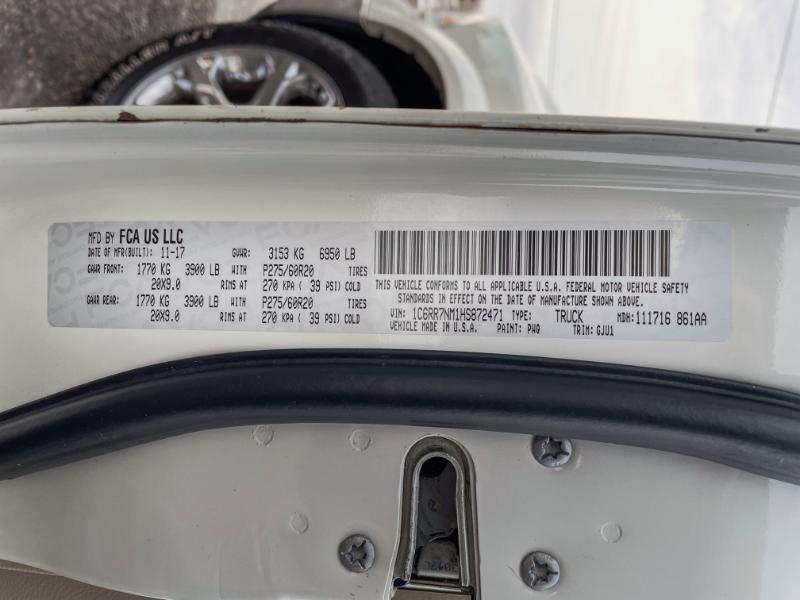 A/T
MFD BY FCA US LLC
DATE OF MFR(BUILT): 11-17 GVWR: 3153 KG 6950 LB
GAWR FRONT: 1770 KG 3900 LB WITH P275/60R20 TIRES
20X9.0 RIMS AT 270 KPA ( 39 PSI) COLD
GAWR REAR: 1770 KG 3900 LB WITH P275/60R20 TIRES
20X9.0 RIMS AT 270 KPA ( 39 PSI) COLD
THIS VEHICLE CONFORMS TO ALL APPLICABLE U.S.A. FEDERAL MOTOR VEHICLE SAFETY
STANDARDS IN EFFECT ON THE DATE OF MANUFACTURE SHOWN ABOVE.
VIN: 1C6RR7NM1HS872471 TYPE: TRUCK MDH: 111716 861AA
VEHICLE MADE IN U.S.A. PAINT: PWQ TRIM: GJU1